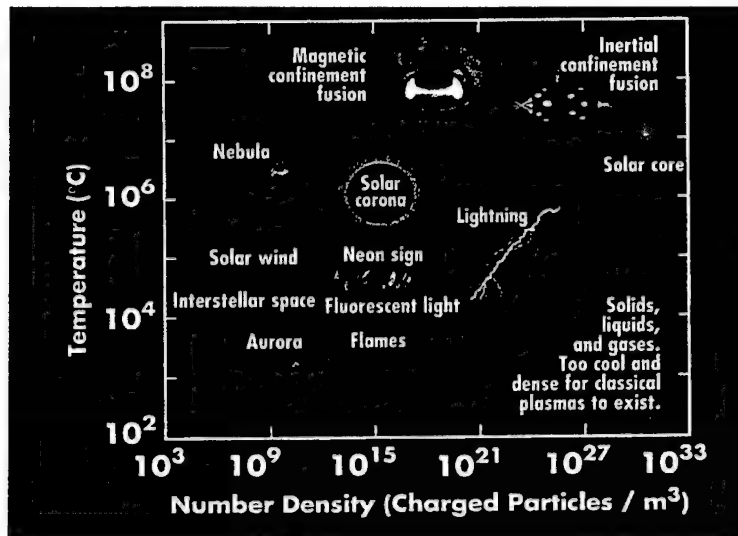 Magnetic
confinement
fusion
Inertial
confinement
fusion
10⁸
Nebula
Solar core
Solar
corona
10⁶
Lightning
Temperature (°C)
Solar wind
Neon sign
Interstellar space
Fluorescent light
10⁴
Aurora
Flames
Solids,
liquids,
and gases.
Too cool and
dense for classical
plasmas to exist.
10²
10³ 10⁹ 10¹⁵ 10²¹ 10²⁷ 10³³
Number Density (Charged Particles / m³)